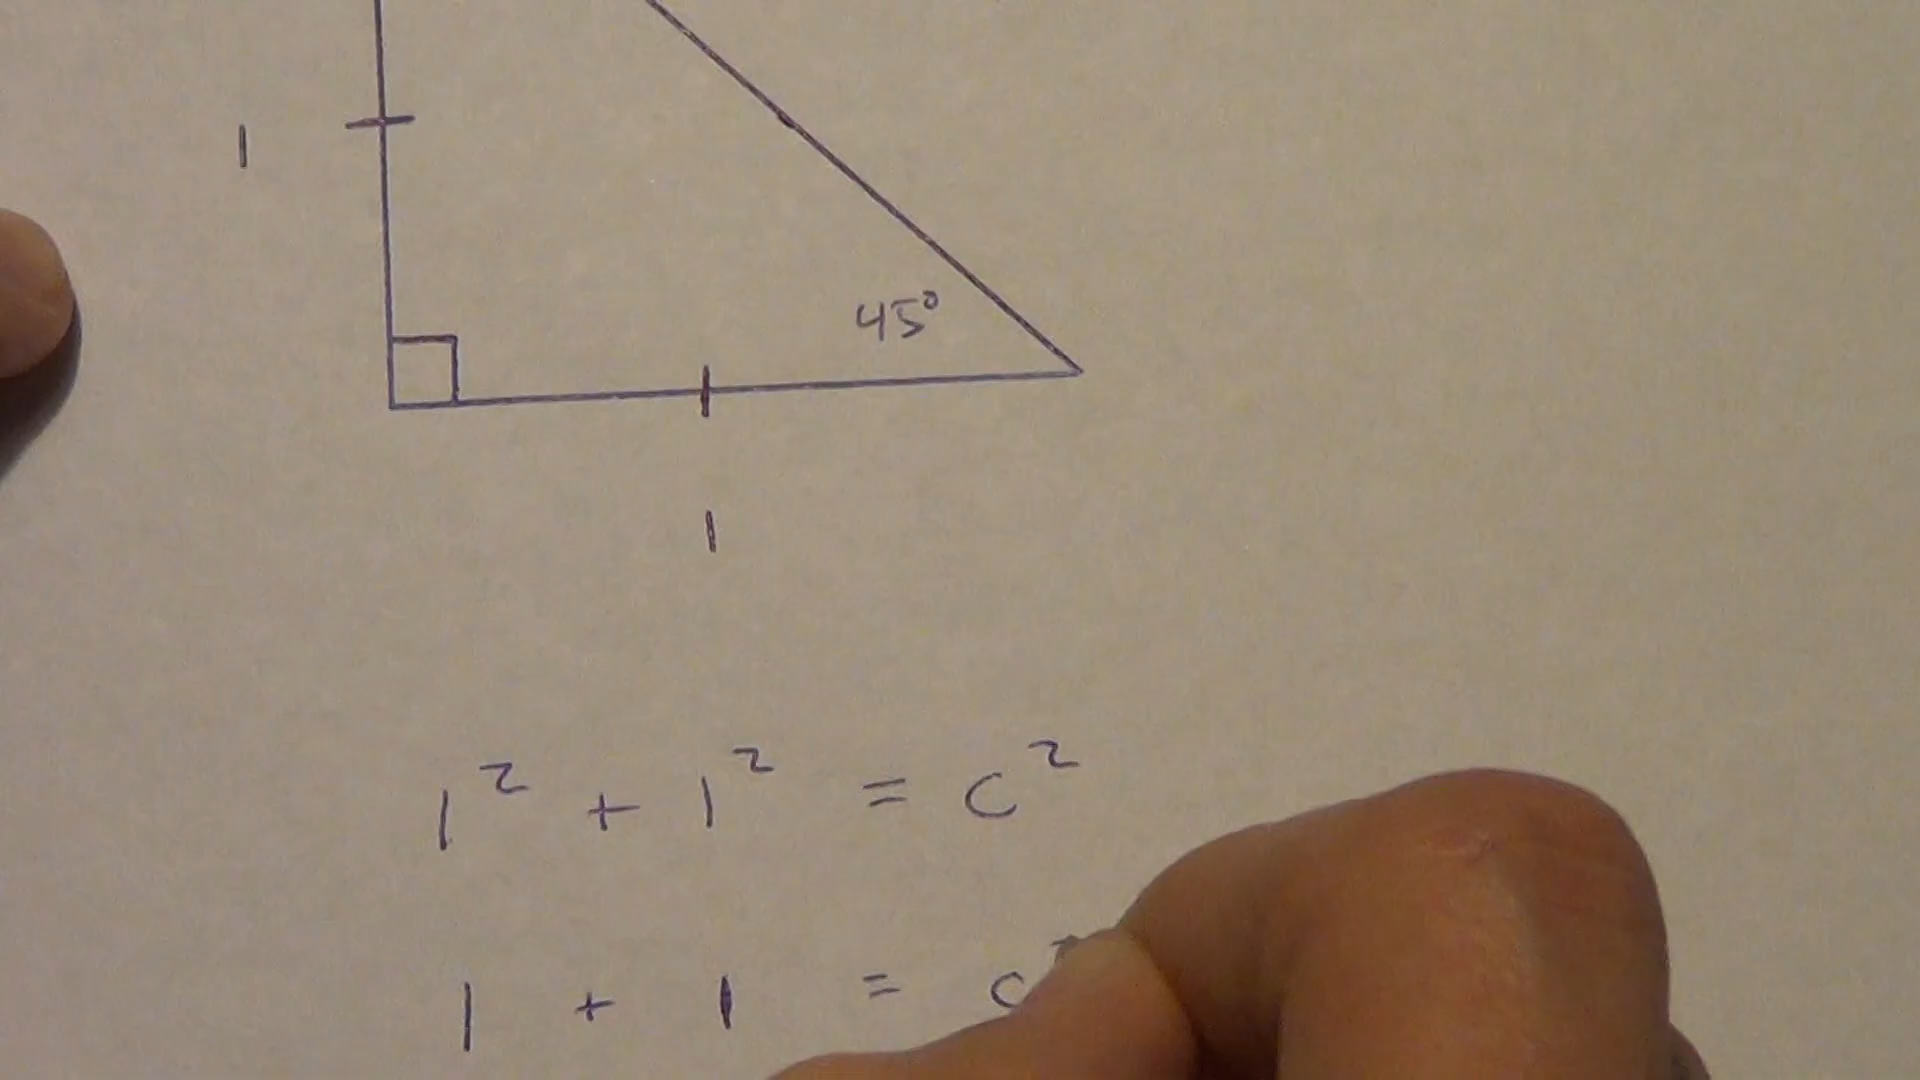 1
45°
1
1² + 1² = c²
1 + 1 = c